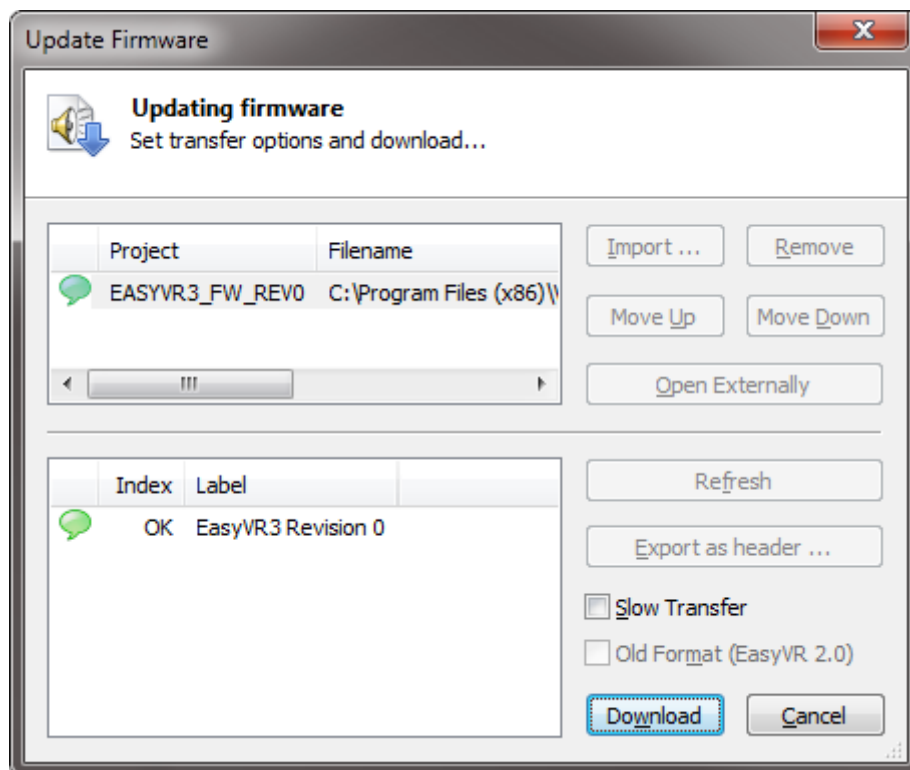 Update Firmware
Updating firmware
Set transfer options and download...
Project Filename
EASYVR3_FW_REV0 C:\Program Files (x86)\
Import ...
Remove
Move Up
Move Down
Open Externally
Index Label
OK EasyVR3 Revision 0
Refresh
Export as header ...
Slow Transfer
Old Format (EasyVR 2.0)
Download
Cancel